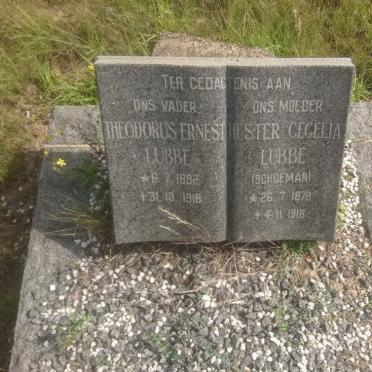 TER GEDAGTENIS AAN
ONS VADER
THEODORUS ERNEST
LUBBE
* 6.7.1882
+ 31.10.1918
ONS MOEDER
HESTER CECELIA
LUBBE
(SCHOEMAN)
* 26.7.1878
+ 4.11.1918